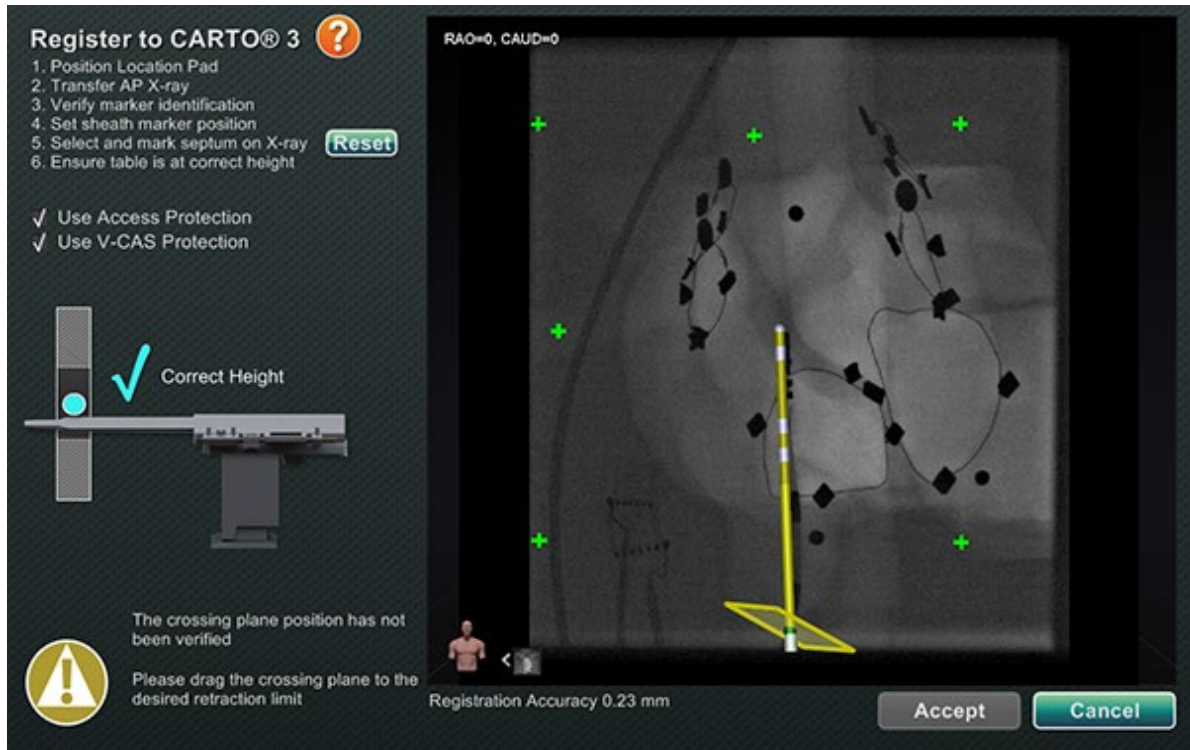 Register to CARTO® 3
?
1. Position Location Pad
2. Transfer AP X-ray
3. Verify marker identification
4. Set sheath marker position
5. Select and mark septum on X-ray
Reset
6. Ensure table is at correct height
√ Use Access Protection
√ Use V-CAS Protection
Correct Height
The crossing plane position has not
been verified
Please drag the crossing plane to the
desired retraction limit
RAO=0, CAUD=0
Registration Accuracy 0.23 mm
Accept
Cancel